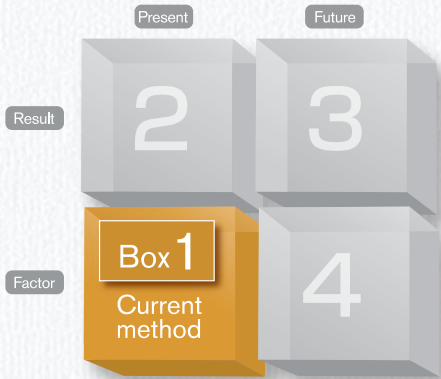 Present
Future
Result
2
3
Factor
Box 1
Current
method
4